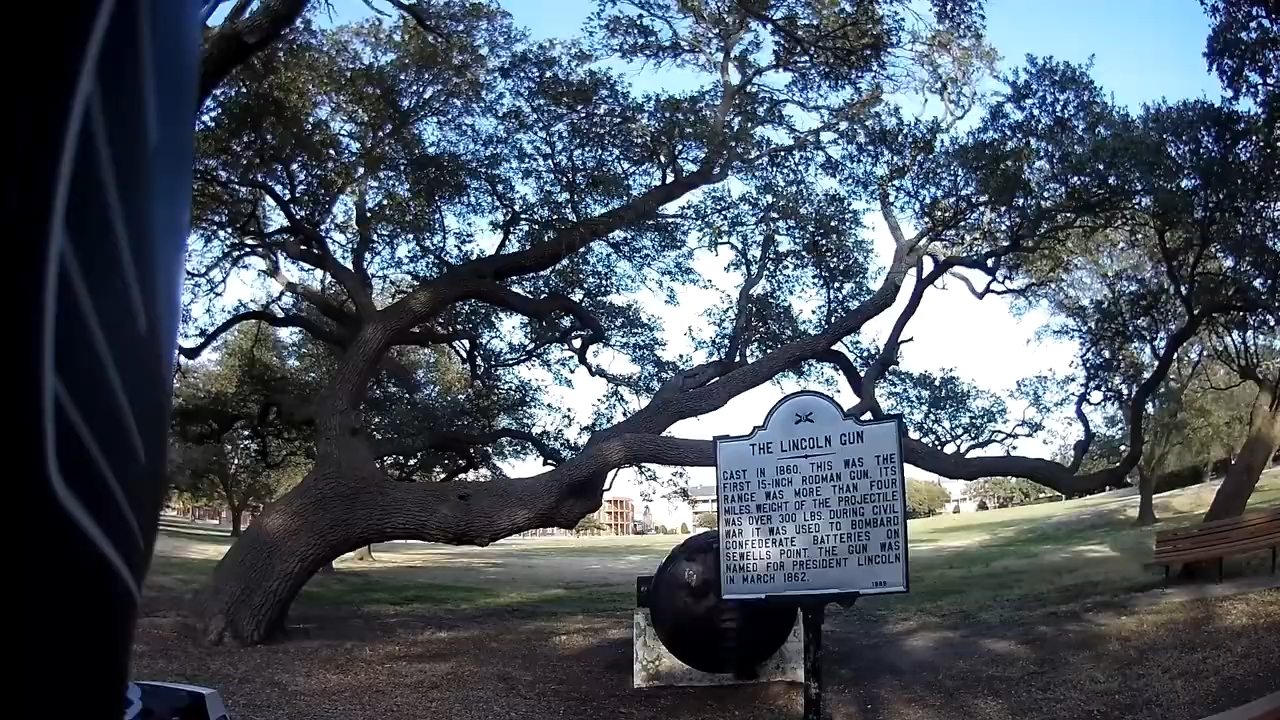 THE LINCOLN GUN
CAST IN 1860, THIS WAS THE
FIRST 15-INCH RODMAN GUN. ITS
RANGE WAS MORE THAN FOUR
MILES. WEIGHT OF THE PROJECTILE
WAS OVER 300 LBS. DURING CIVIL
WAR IT WAS USED TO BOMBARD
CONFEDERATE BATTERIES ON
SEWELLS POINT. THE GUN WAS
NAMED FOR PRESIDENT LINCOLN
IN MARCH 1862.